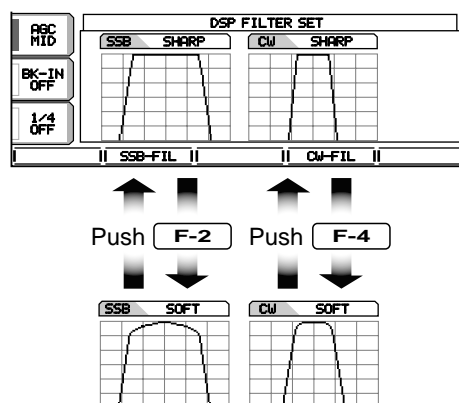 DSP FILTER SET
AGC
MID
SSB SHARP CW SHARP
BK-IN
OFF
1/4
OFF
SSB-FIL CW-FIL
Push F-2 Push F-4
SSB SOFT CW SOFT